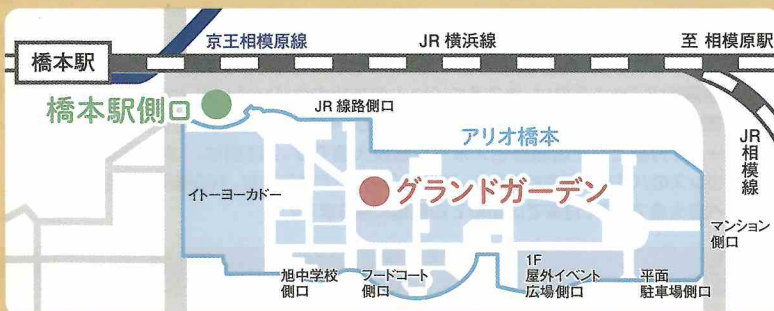 京王相模原線
JR 横浜線
至 相模原駅
橋本駅
橋本駅側口
JR 線路側口
アリオ橋本
JR
相
模
線
イトーヨーカドー
グランドガーデン
マンション
側口
旭中学校
側口
フードコート
側口
1F
屋外イベント
広場側口
平面
駐車場側口